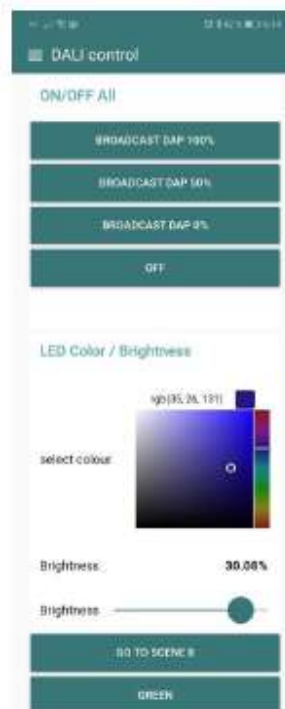 DALI control
ON/OFF All
BROADCAST DAP 100%
BROADCAST DAP 50%
BROADCAST DAP 0%
OFF
LED Color / Brightness
rgb(35, 26, 131)
select colour
Brightness 30.08%
Brightness
GO TO SCENE 8
GREEN